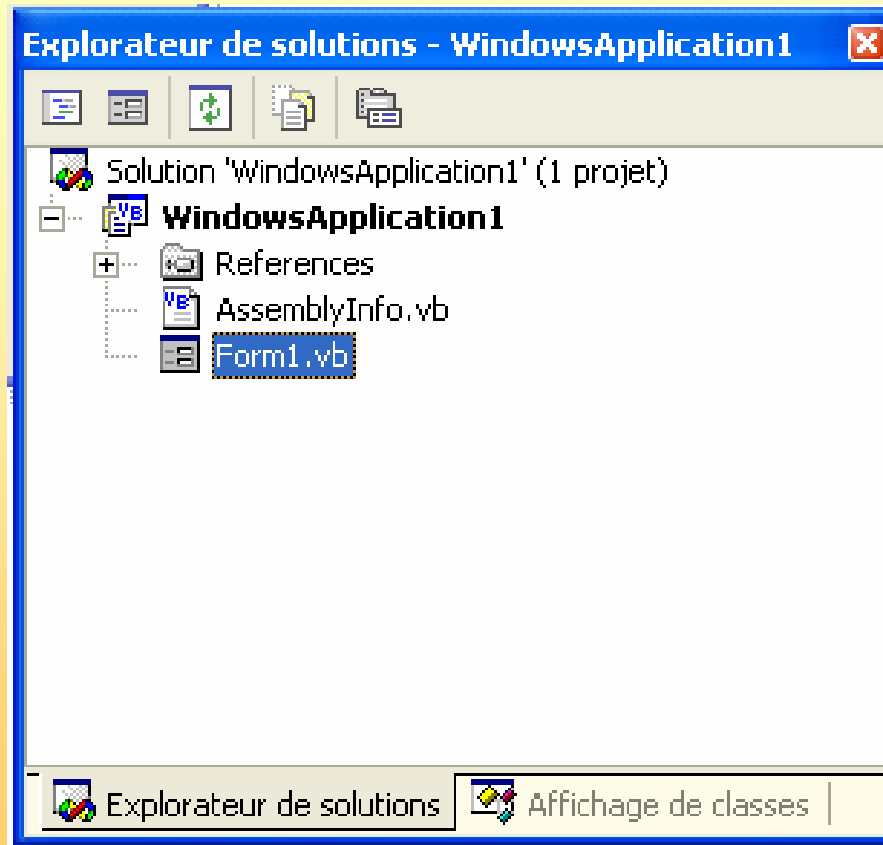 Explorateur de solutions - WindowsApplication1
Solution 'WindowsApplication1' (1 projet)
WindowsApplication1
References
AssemblyInfo.vb
Form1.vb
Explorateur de solutions
Affichage de classes